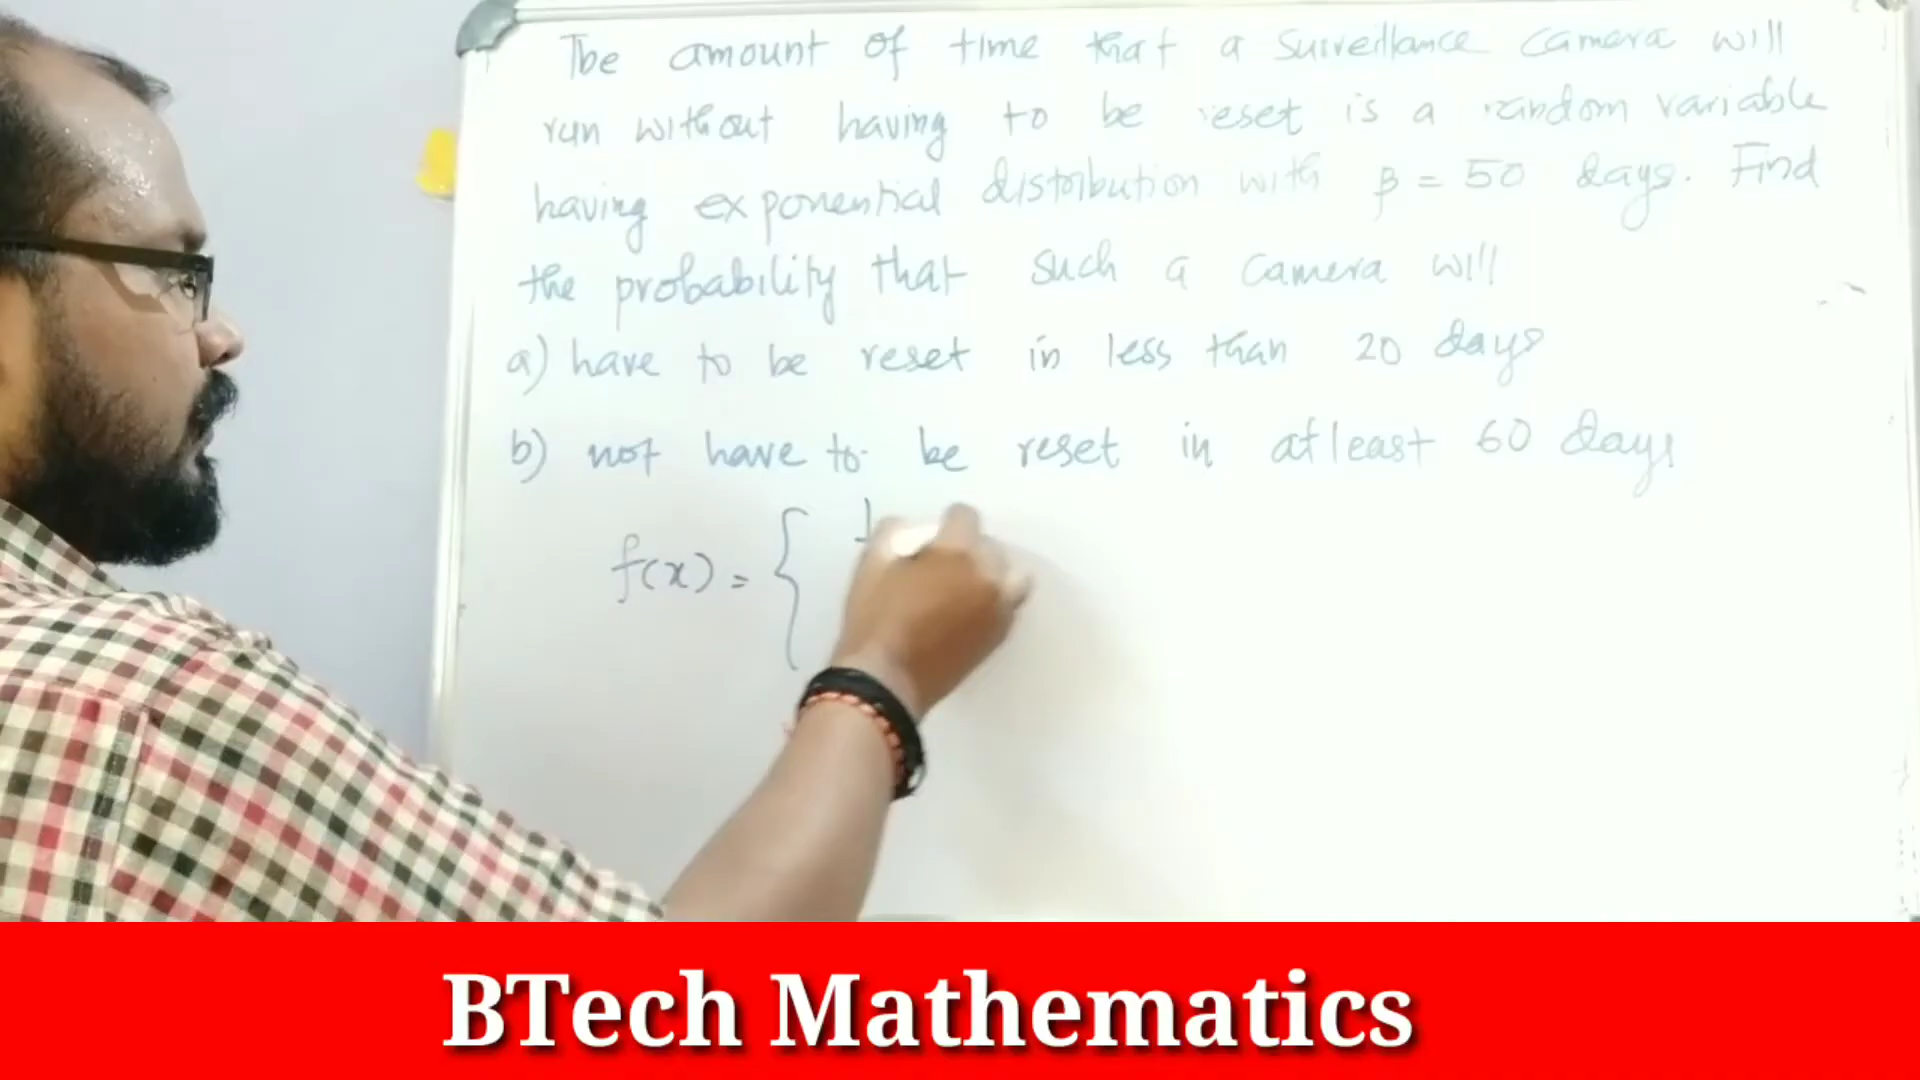 The amount of time that a surveillance camera will
run without having to be reset is a random variable
having exponential distribution with β = 50 days. Find
the probability that such a camera will
a) have to be reset in less than 20 days
b) not have to be reset in atleast 60 days
f(x) = {
BTech Mathematics